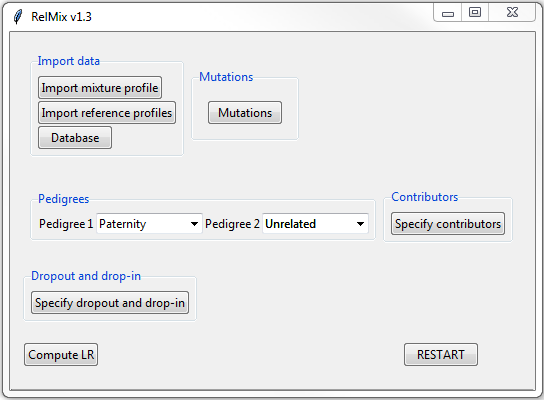 RelMix v1.3
Import data
Import mixture profile
Import reference profiles
Database
Mutations
Mutations
Pedigrees
Pedigree 1 Paternity Pedigree 2 Unrelated
Contributors
Specify contributors
Dropout and drop-in
Specify dropout and drop-in
Compute LR
RESTART